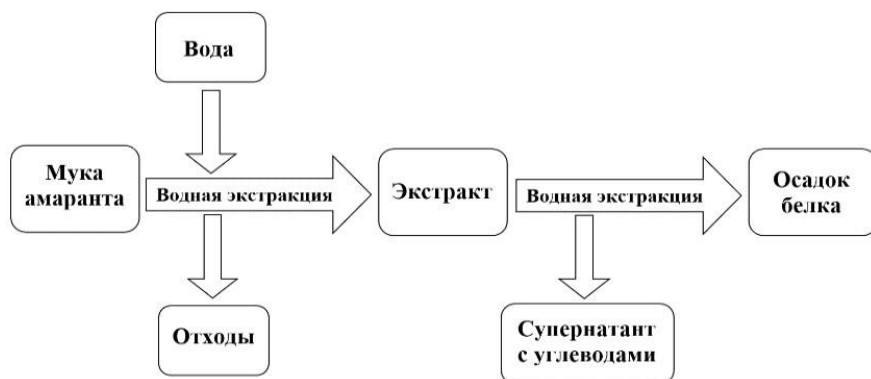 Вода
Мука
амаранта
Водная экстракция
Экстракт
Водная экстракция
Осадок
белка
Отходы
Супернатант
с углеводами